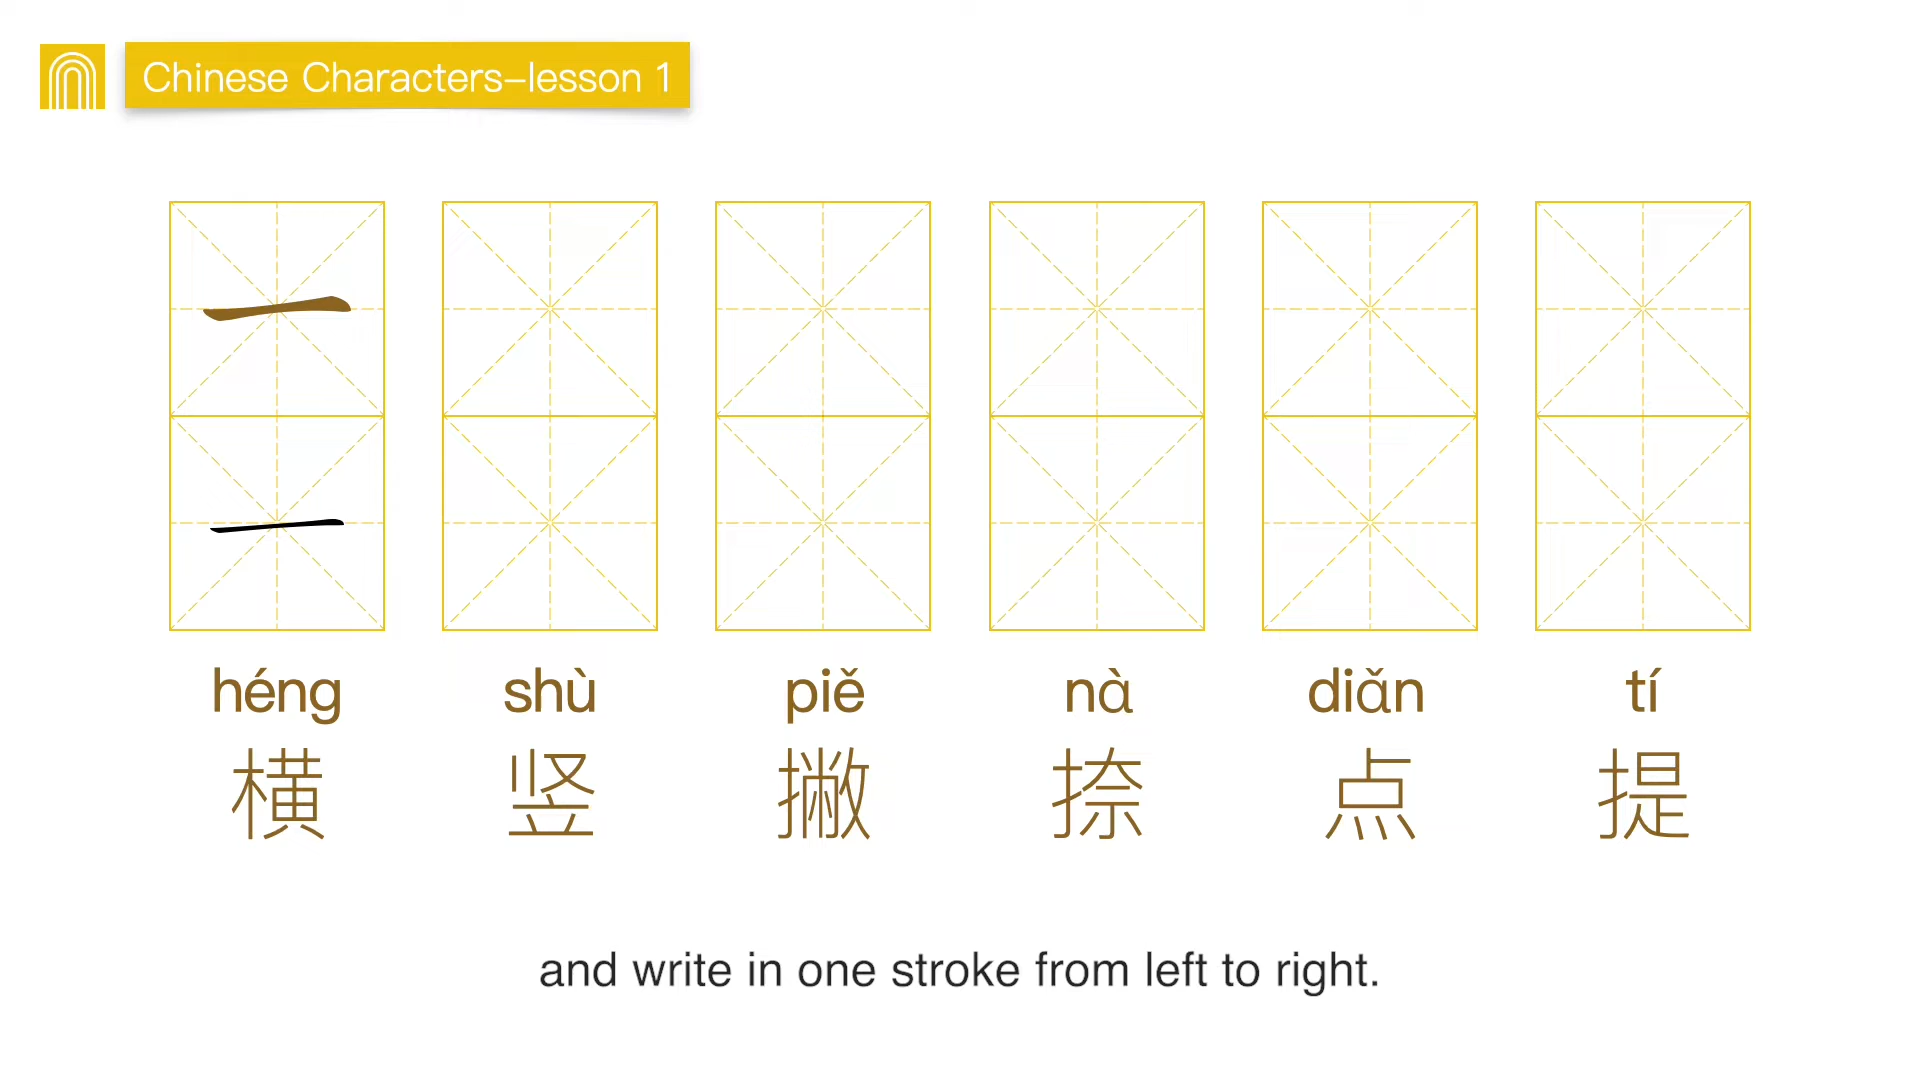 Chinese Characters–lesson 1
héng shù piě nà diǎn tí
横 竖 撇 捺 点 提
and write in one stroke from left to right.